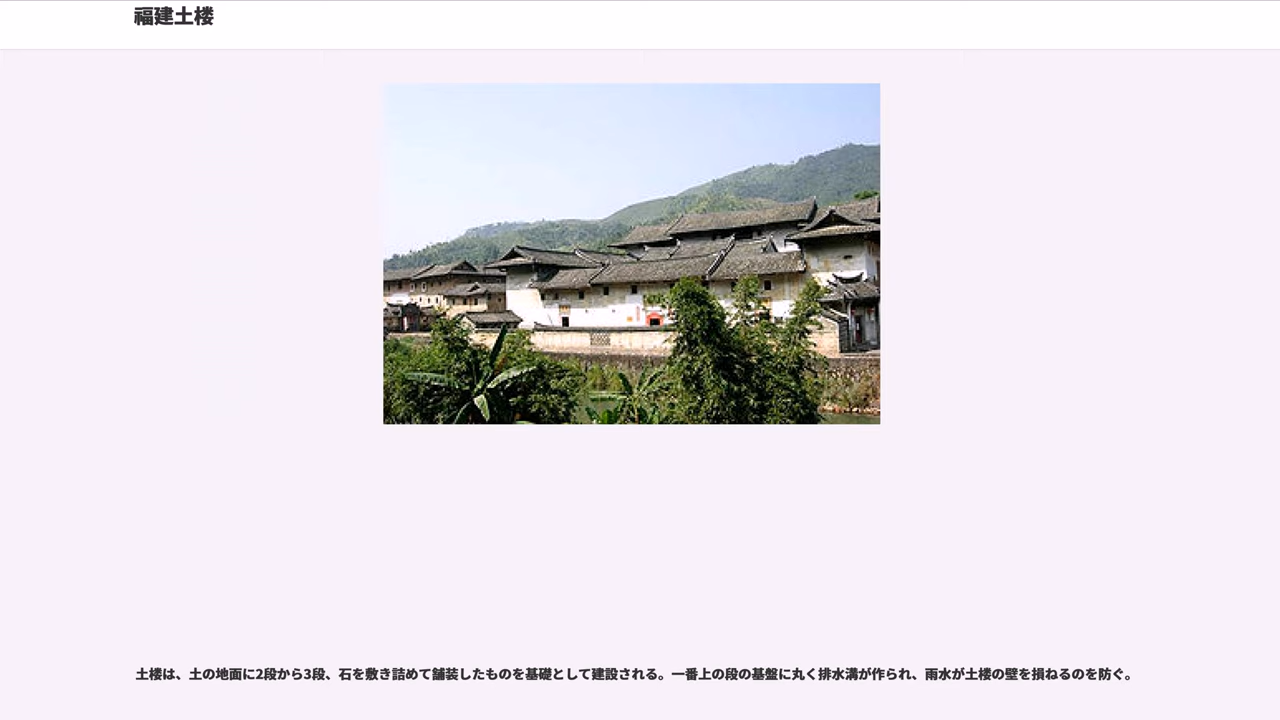 福建土楼
土楼は、土の地面に2段から3段、石を敷き詰めて舗装したものを基礎として建設される。一番上の段の基盤に丸く排水溝が作られ、雨水が土楼の壁を損ねるのを防ぐ。